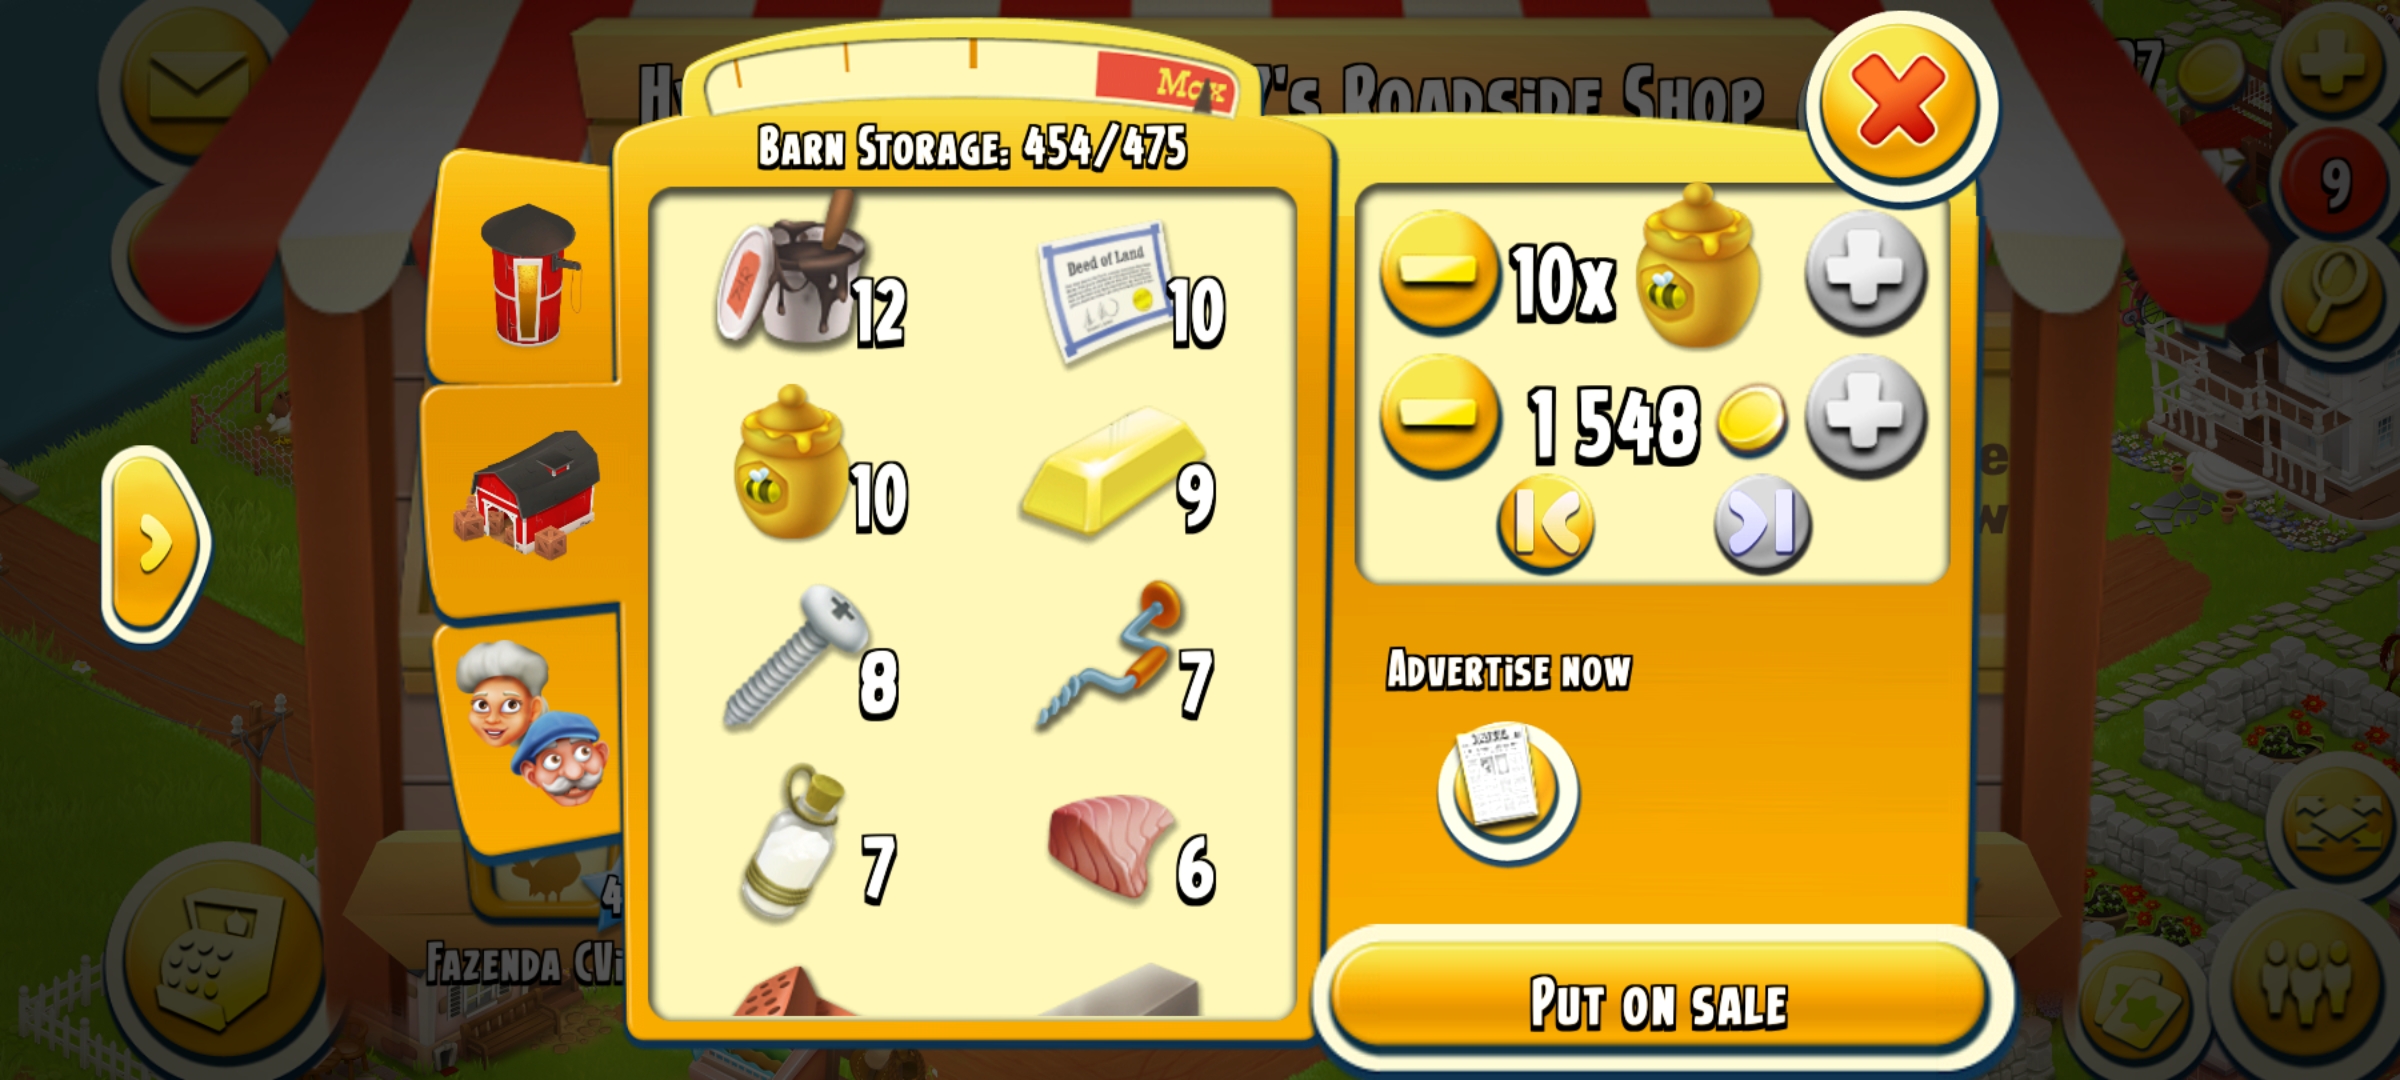 's Roadside Shop
Max
Barn Storage: 454/475
9
12
Deed of Land
10
10x
1 548
10
9
8
7
Advertise now
7
6
Fazenda CVi
Put on sale